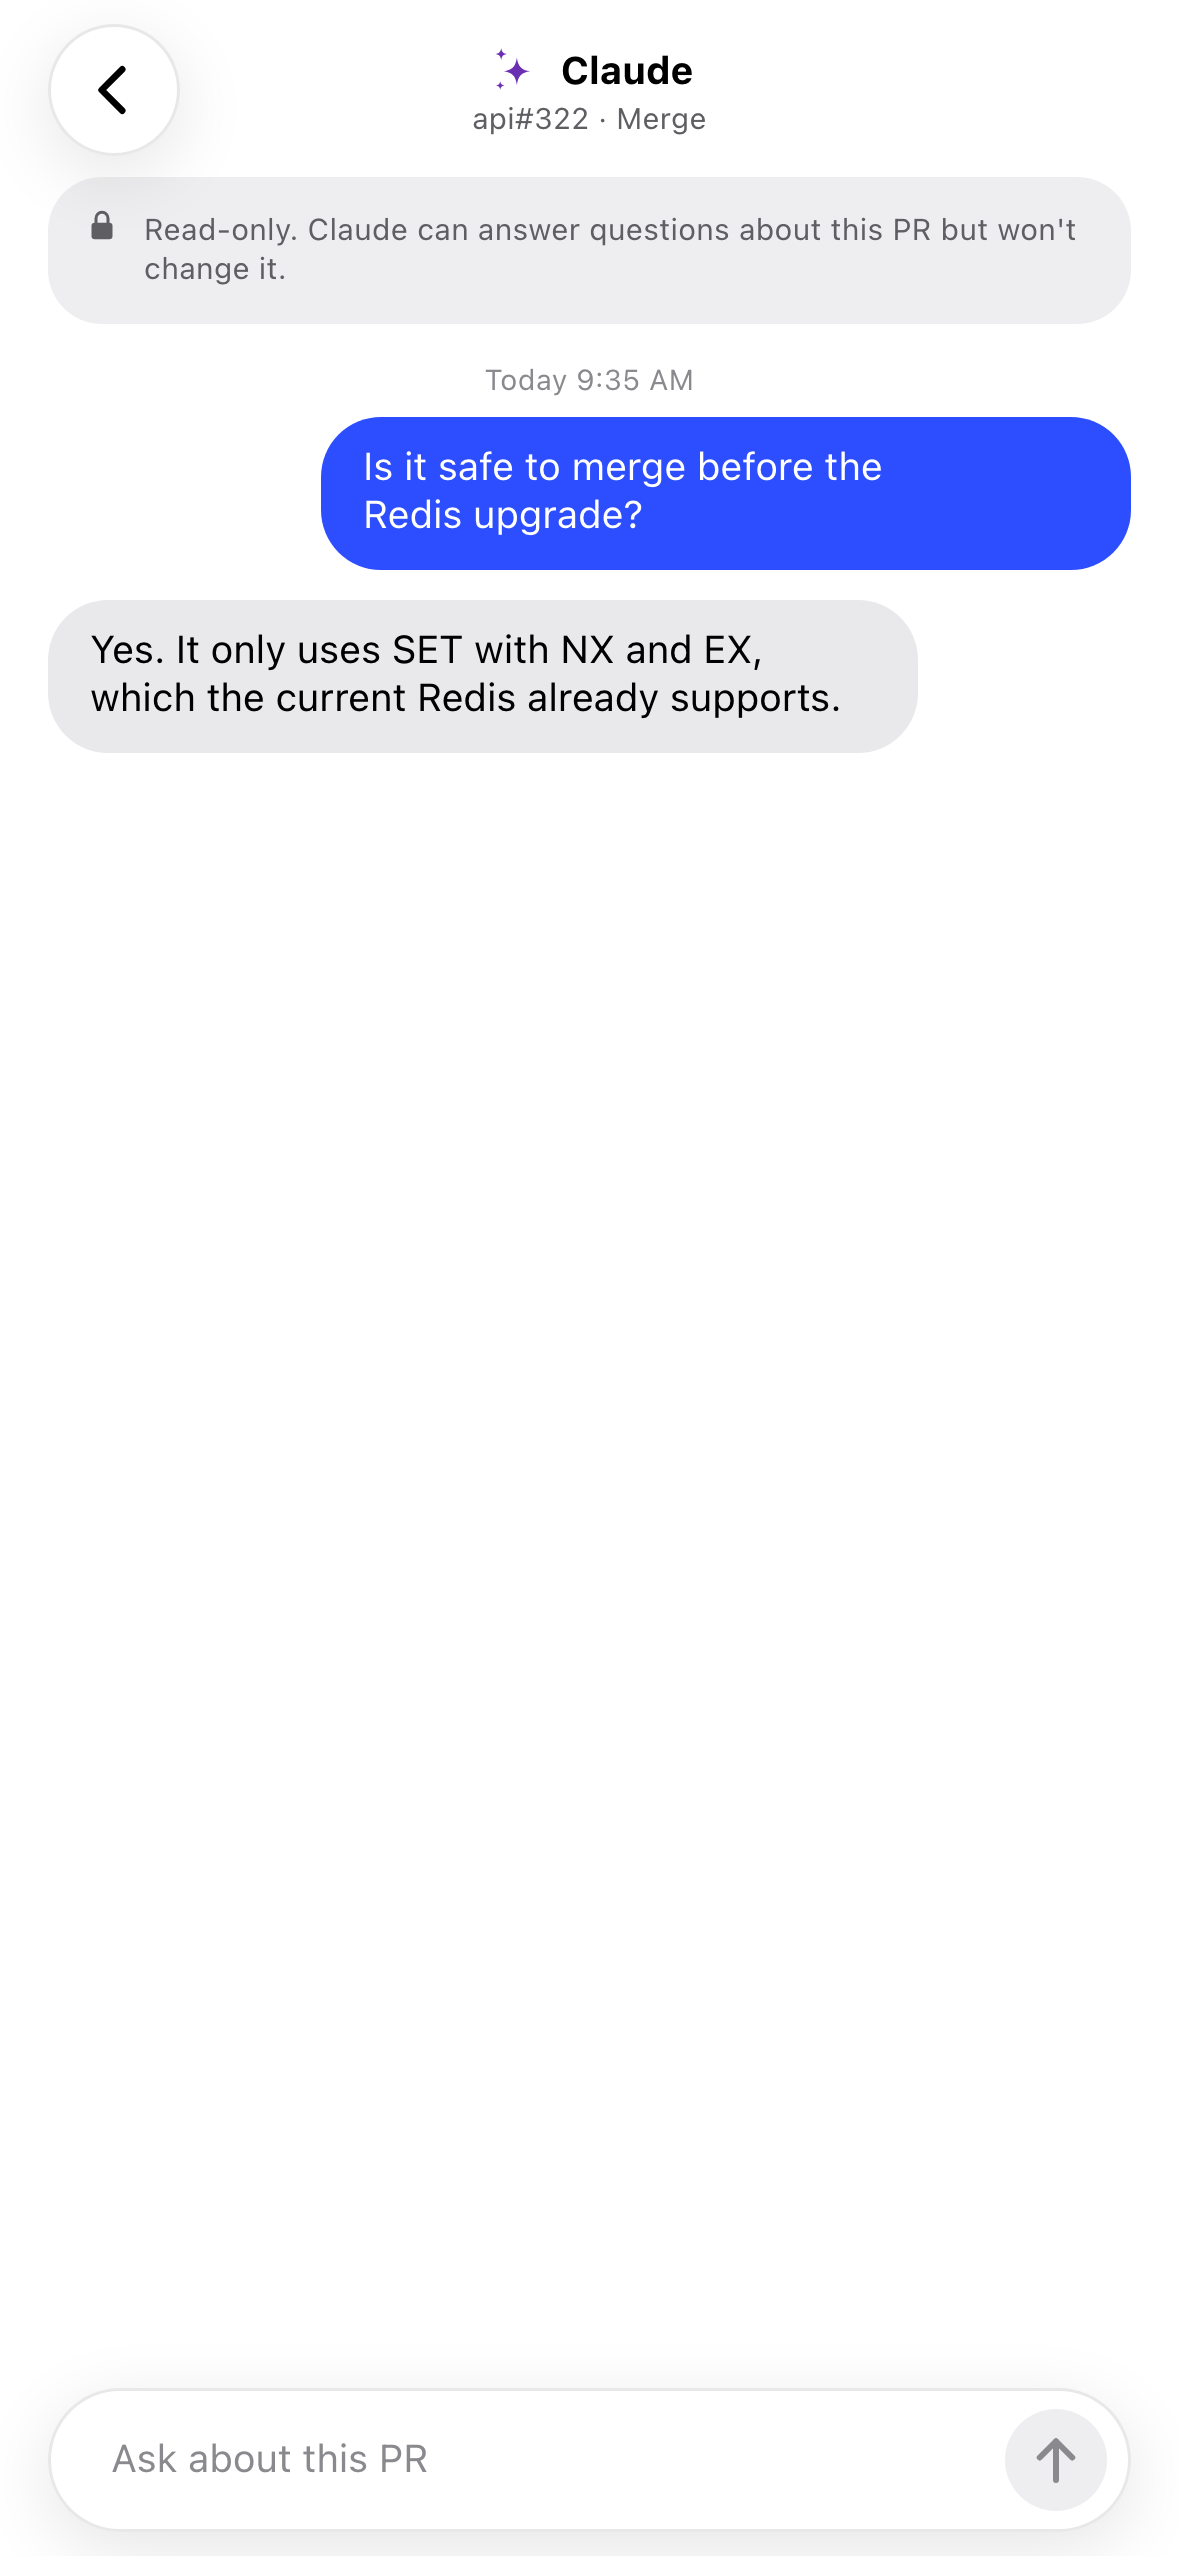 Claude
api#322 · Merge
Read-only. Claude can answer questions about this PR but won't
change it.
Today 9:35 AM
Is it safe to merge before the
Redis upgrade?
Yes. It only uses SET with NX and EX,
which the current Redis already supports.
Ask about this PR